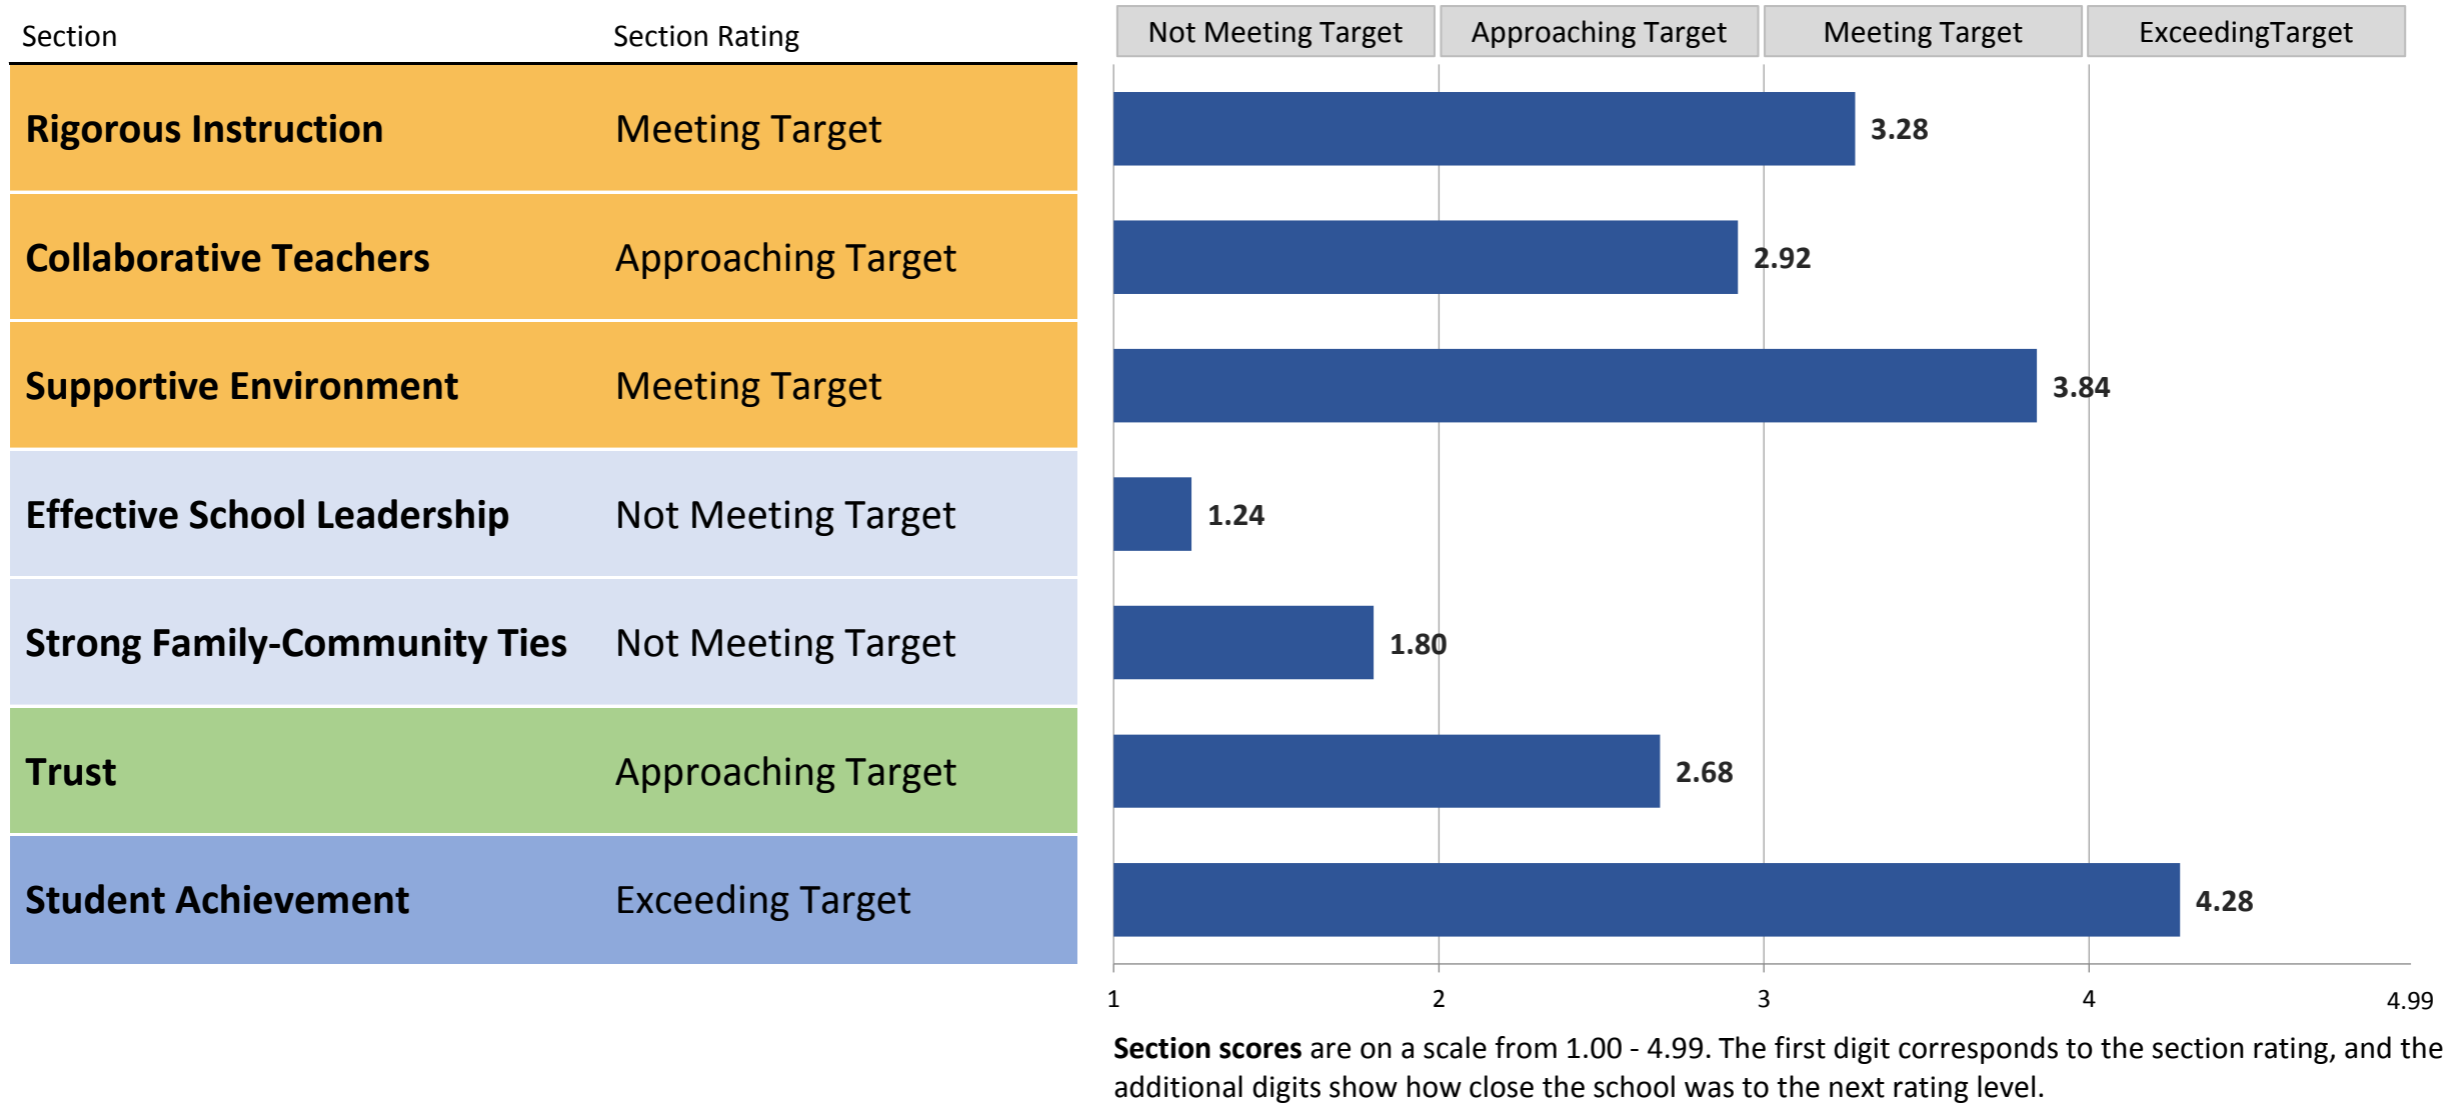 Section Section Rating Not Meeting Target Approaching Target Meeting Target ExceedingTarget
Rigorous Instruction Meeting Target 3.28
Collaborative Teachers Approaching Target 2.92
Supportive Environment Meeting Target 3.84
Effective School Leadership Not Meeting Target 1.24
Strong Family-Community Ties Not Meeting Target 1.80
Trust Approaching Target 2.68
Student Achievement Exceeding Target 4.28
1 2 3 4 4.99
Section scores are on a scale from 1.00 - 4.99. The first digit corresponds to the section rating, and the
additional digits show how close the school was to the next rating level.